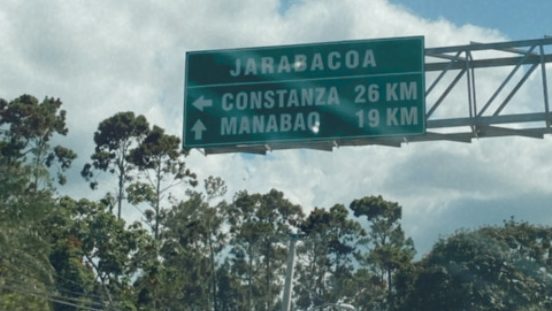 JARABACOA
← CONSTANZA 26 KM
↑ MANABAO 19 KM